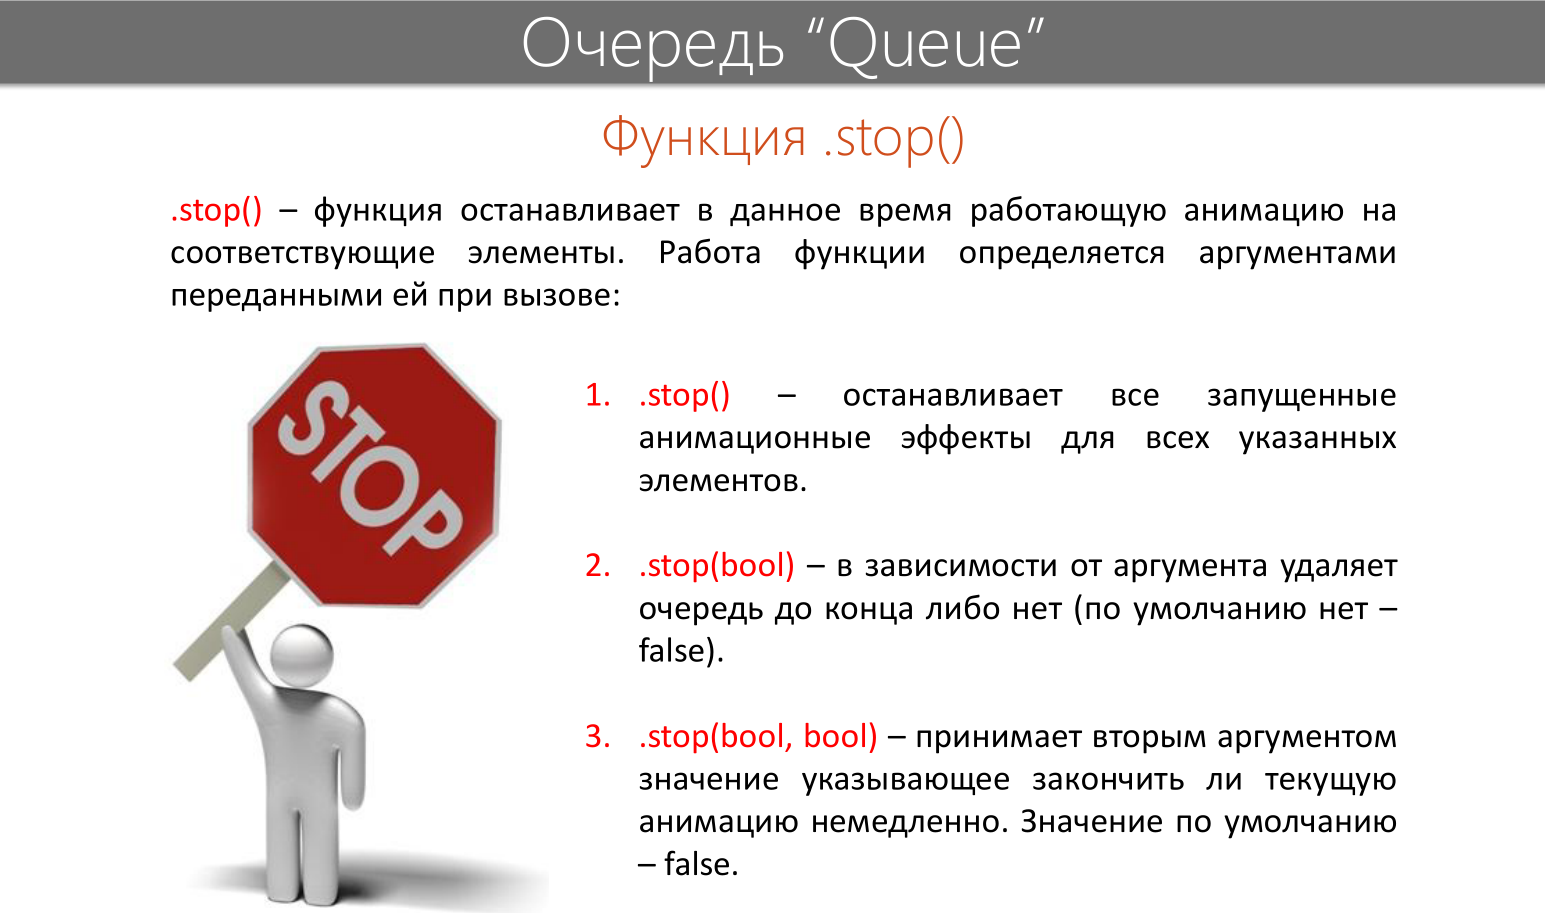 Очередь “Queue”
Функция .stop()
.stop() – функция останавливает в данное время работающую анимацию на
соответствующие элементы. Работа функции определяется аргументами
переданными ей при вызове:
STOP
1. .stop() – останавливает все запущенные
анимационные эффекты для всех указанных
элементов.
2. .stop(bool) – в зависимости от аргумента удаляет
очередь до конца либо нет (по умолчанию нет –
false).
3. .stop(bool, bool) – принимает вторым аргументом
значение указывающее закончить ли текущую
анимацию немедленно. Значение по умолчанию
– false.